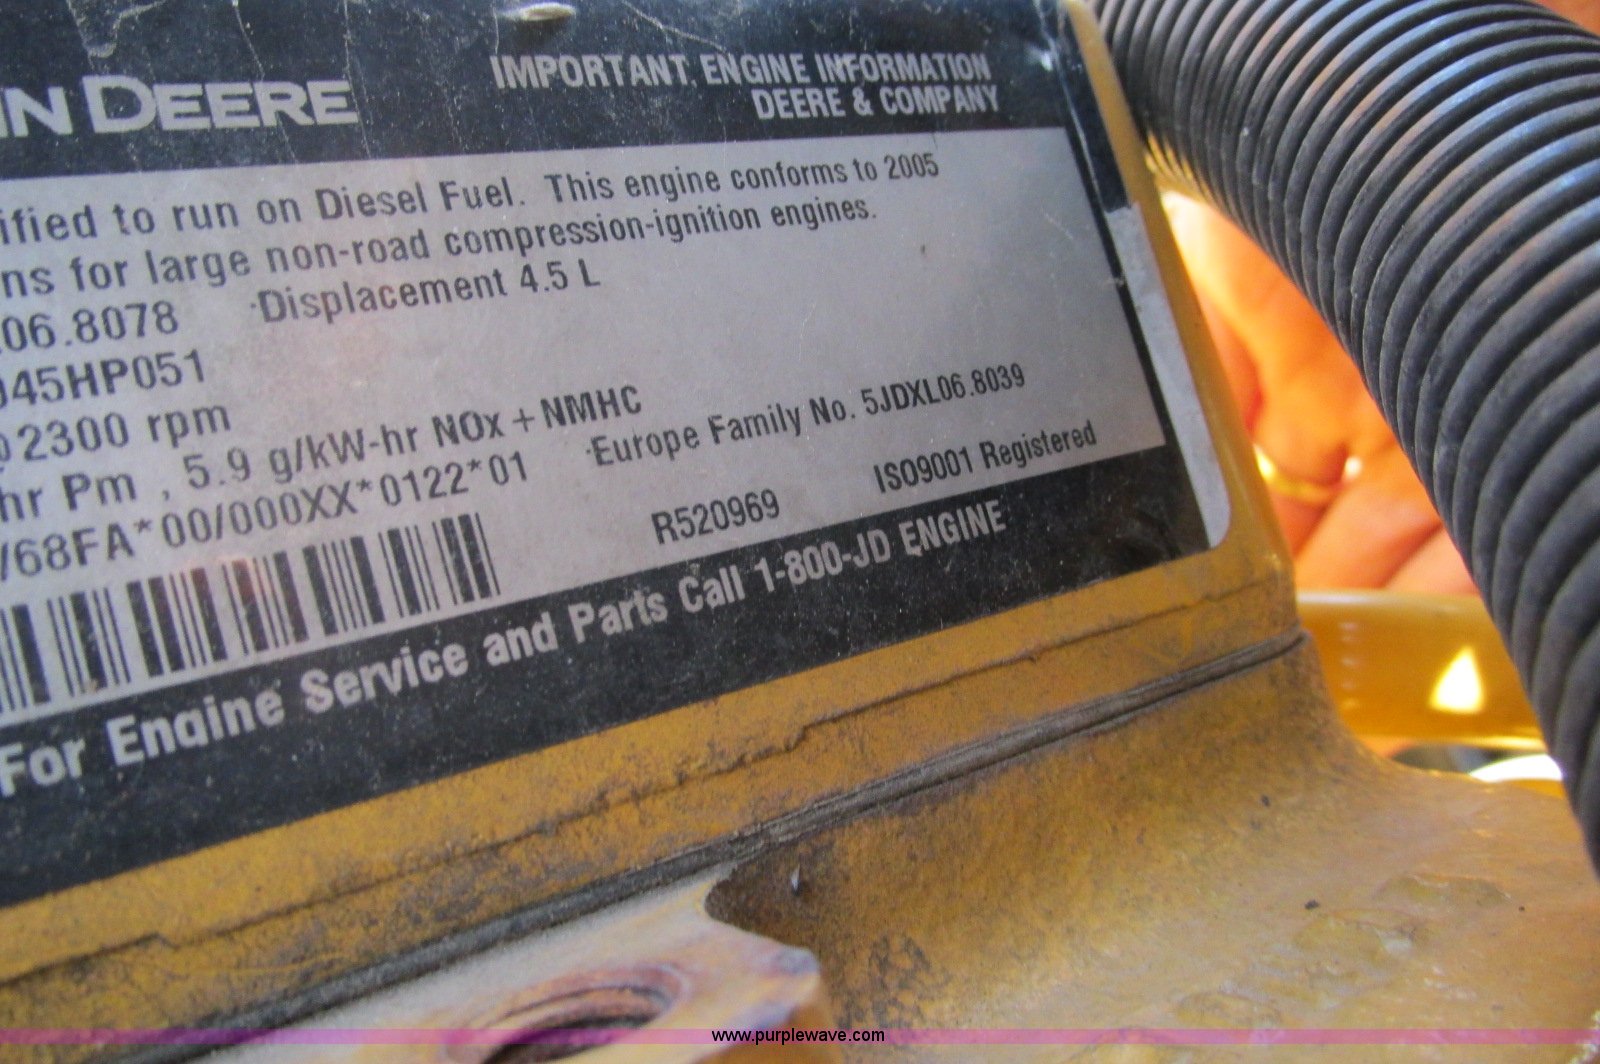 IMPORTANT ENGINE INFORMATION
DEERE & COMPANY
N DEERE
ified to run on Diesel Fuel. This engine conforms to 2005
ns for large non-road compression-ignition engines.
.06.8078 ·Displacement 4.5 L
045HP051
@2300 rpm
hr Pm , 5.9 g/kW-hr NOx + NMHC
/68FA*00/000XX*0122*01 ·Europe Family No. 5JDXL06.8039
R520969 ISO9001 Registered
For Engine Service and Parts Call 1-800-JD ENGINE
www.purplewave.com